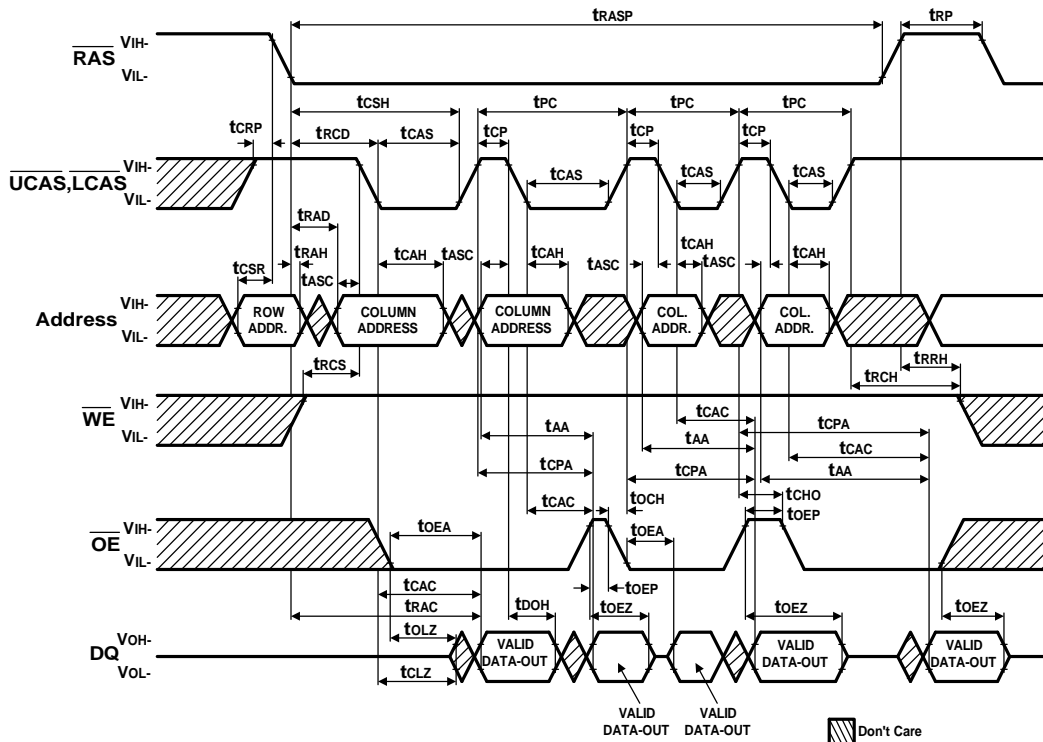 tRASP
tRP
RAS
VIH-
VIL-
tCSH
tPC
tPC
tPC
tCRP
tRCD
tCAS
tCP
tCP
tCP
UCAS,LCAS
VIH-
VIL-
tCAS
tCAS
tCAS
tRAD
tCSR
tRAH
tASC
tCAH
tASC
tCAH
tASC
tCAH
tASC
tCAH
Address
VIH-
VIL-
ROW
ADDR.
COLUMN
ADDRESS
COLUMN
ADDRESS
COL.
ADDR.
COL.
ADDR.
tRCS
tRRH
tRCH
WE
VIH-
VIL-
tAA
tCAC
tCPA
tAA
tCAC
tCPA
tCPA
tAA
tCAC
tOCH
tCHO
tOEP
OE
VIH-
VIL-
tOEA
tOEA
tOEP
tCAC
tRAC
tDOH
tOEZ
tOEZ
tOEZ
tOLZ
tCLZ
DQ
VOH-
VOL-
VALID
DATA-OUT
VALID
DATA-OUT
VALID
DATA-OUT
VALID
DATA-OUT
VALID
DATA-OUT
Don't Care